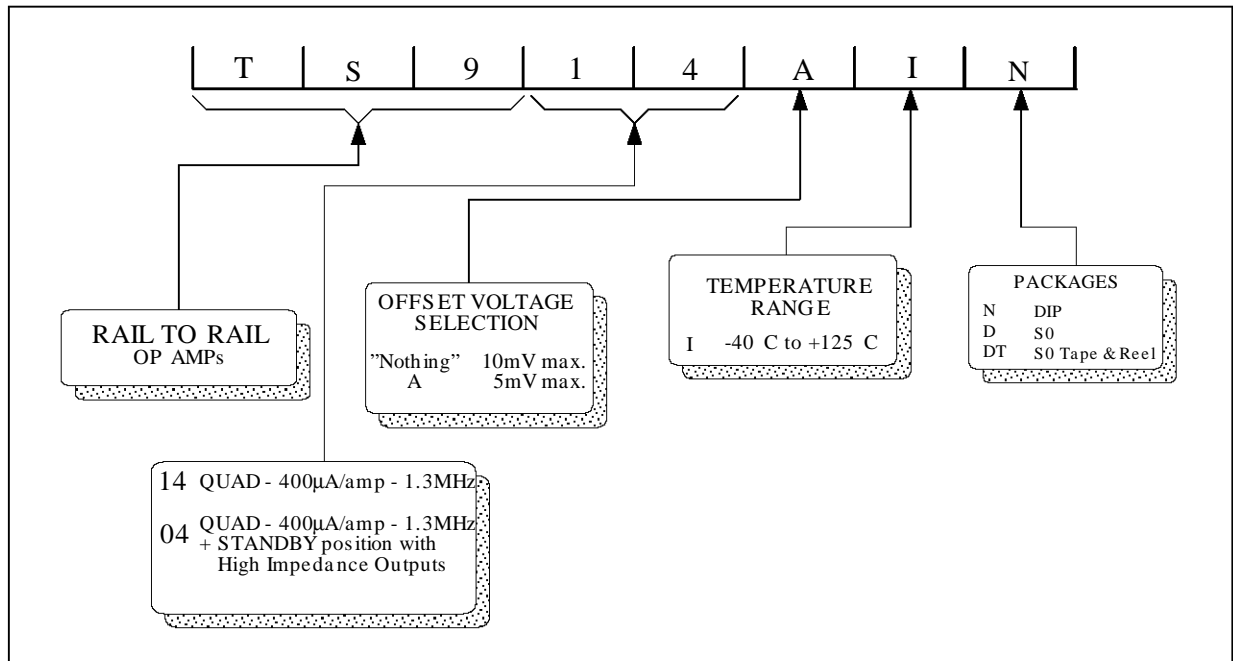 T S 9 1 4 A I N
RAIL TO RAIL
OP AMPs
OFFSET VOLTAGE
SELECTION
"Nothing" 10mV max.
A 5mV max.
TEMPERATURE
RANGE
I -40 C to +125 C
PACKAGES
N DIP
D S0
DT S0 Tape & Reel
14 QUAD - 400µA/amp - 1.3MHz
04 QUAD - 400µA/amp - 1.3MHz
+ STANDBY position with
High Impedance Outputs